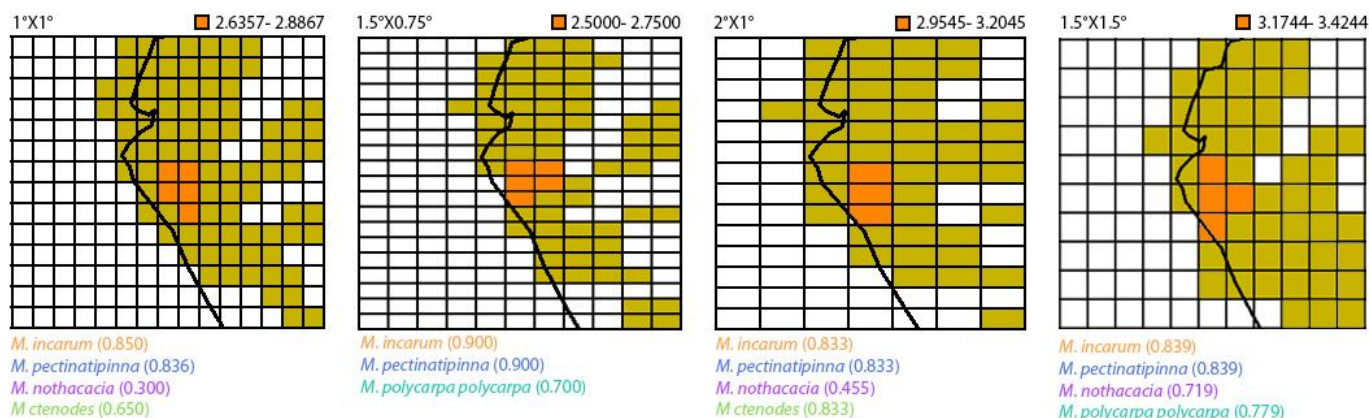 1°X1° 2.6357- 2.8867
M. incarum (0.850)
M. pectinatipinna (0.836)
M. nothacacia (0.300)
M ctenodes (0.650)
1.5°X0.75° 2.5000- 2.7500
M. incarum (0.900)
M. pectinatipinna (0.900)
M. polycarpa polycarpa (0.700)
2°X1° 2.9545- 3.2045
M. incarum (0.833)
M. pectinatipinna (0.833)
M. nothacacia (0.455)
M ctenodes (0.833)
1.5°X1.5° 3.1744- 3.4244
M. incarum (0.839)
M. pectinatipinna (0.839)
M. nothacacia (0.719)
M. polycarpa polycarpa (0.779)